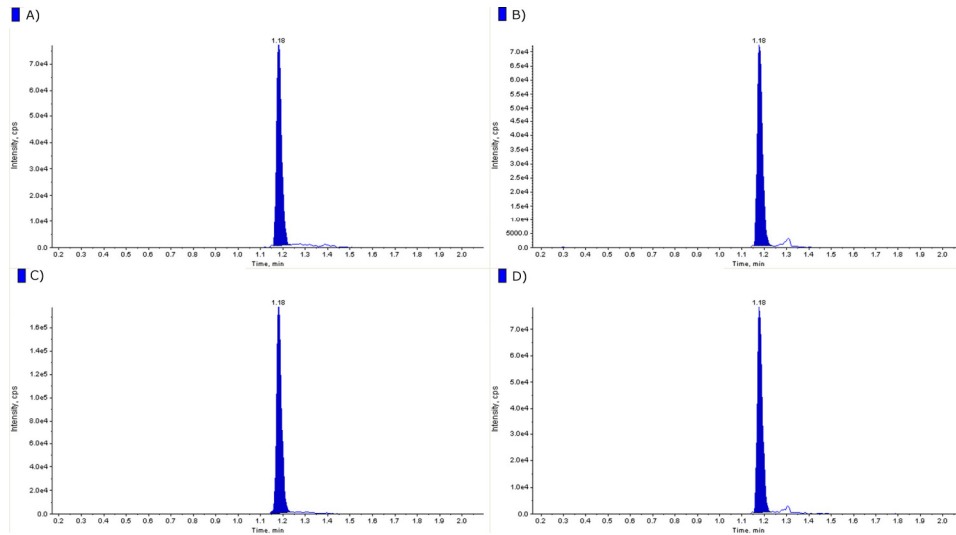 A)
1.18
7.0e4
6.0e4
5.0e4
4.0e4
3.0e4
2.0e4
1.0e4
0.0
Intensity, cps
0.2 0.3 0.4 0.5 0.6 0.7 0.8 0.9 1.0 1.1 1.2 1.3 1.4 1.5 1.6 1.7 1.8 1.9 2.0
Time, min
B)
1.18
7.0e4
6.5e4
6.0e4
5.5e4
5.0e4
4.5e4
4.0e4
3.5e4
3.0e4
2.5e4
2.0e4
1.5e4
1.0e4
5000.0
0.0
Intensity, cps
0.2 0.3 0.4 0.5 0.6 0.7 0.8 0.9 1.0 1.1 1.2 1.3 1.4 1.5 1.6 1.7 1.8 1.9 2.0
Time, min
C)
1.18
1.6e5
1.4e5
1.2e5
1.0e5
8.0e4
6.0e4
4.0e4
2.0e4
0.0
Intensity, cps
0.2 0.3 0.4 0.5 0.6 0.7 0.8 0.9 1.0 1.1 1.2 1.3 1.4 1.5 1.6 1.7 1.8 1.9 2.0
Time, min
D)
1.18
7.0e4
6.0e4
5.0e4
4.0e4
3.0e4
2.0e4
1.0e4
0.0
Intensity, cps
0.2 0.3 0.4 0.5 0.6 0.7 0.8 0.9 1.0 1.1 1.2 1.3 1.4 1.5 1.6 1.7 1.8 1.9 2.0
Time, min